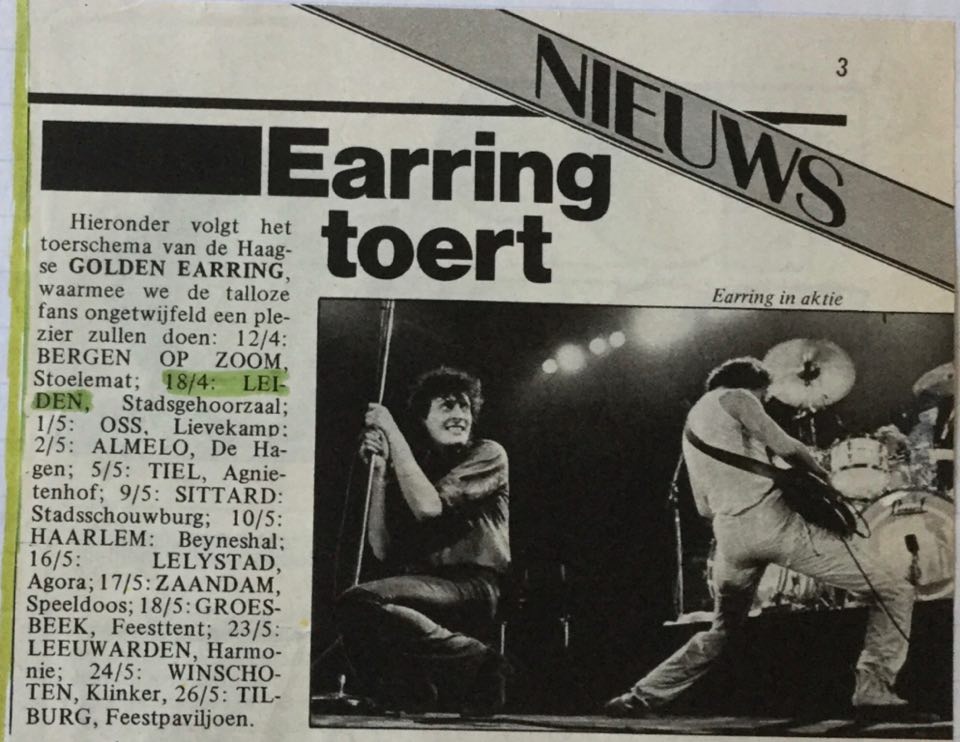 3
NIEUWS
Earring
toert
Hieronder volgt het
toerschema van de Haag-
se GOLDEN EARRING,
waarmee we de talloze
fans ongetwijfeld een ple-
zier zullen doen: 12/4:
BERGEN OP ZOOM,
Stoelemat; 18/4: LEI-
DEN, Stadsgehoorzaal;
1/5: OSS, Lievekamp;
2/5: ALMELO, De Ha-
gen; 5/5: TIEL, Agnie-
tenhof; 9/5: SITTARD:
Stadsschouwburg; 10/5:
HAARLEM: Beyneshal;
16/5: LELYSTAD,
Agora; 17/5: ZAANDAM,
Speeldoos; 18/5: GROES-
BEEK, Feesttent; 23/5:
LEEUWARDEN, Harmo-
nie; 24/5: WINSCHO-
TEN, Klinker, 26/5: TIL-
BURG, Feestpaviljoen.
Earring in aktie